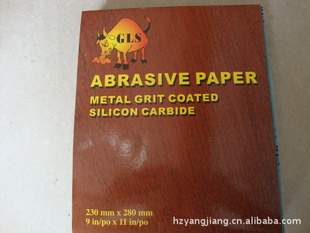 GLS
ABRASIVE PAPER
METAL GRIT COATED
SILICON CARBIDE
230 mm x 280 mm
9 in/po x 11 in/po
hzyangjiang.cn.alibaba.com